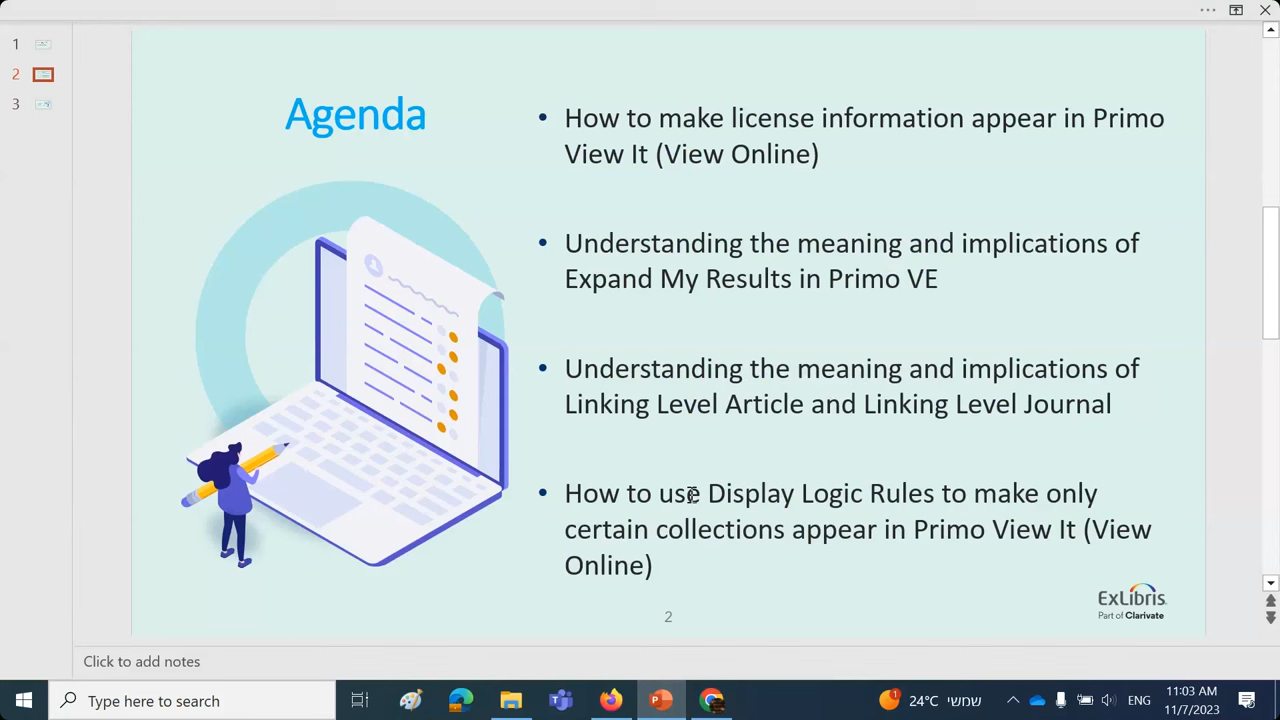 1
2
3
Agenda
• How to make license information appear in Primo
View It (View Online)
• Understanding the meaning and implications of
Expand My Results in Primo VE
• Understanding the meaning and implications of
Linking Level Article and Linking Level Journal
• How to use Display Logic Rules to make only
certain collections appear in Primo View It (View
Online)
ExLibris
Part of Clarivate
2
Click to add notes
Type here to search
1
24°C שמשי
ENG
11:03 AM
11/7/2023